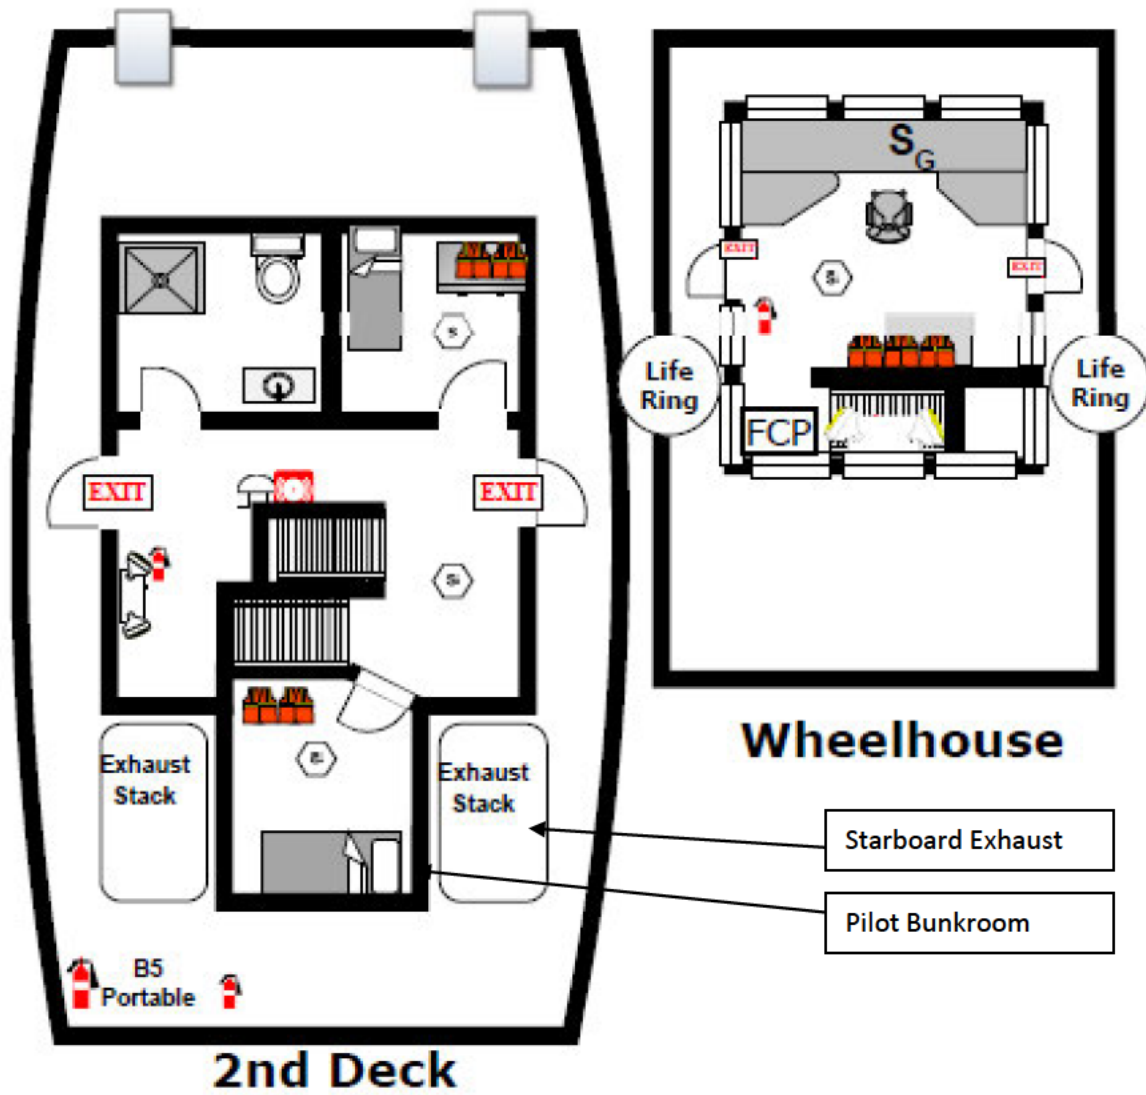 S
G
EXIT
EXIT
S
S
Life
Ring
Life
Ring
FCP
EXIT
EXIT
Wheelhouse
Exhaust
Stack
Exhaust
Stack
Starboard Exhaust
Pilot Bunkroom
B5
Portable
2nd Deck